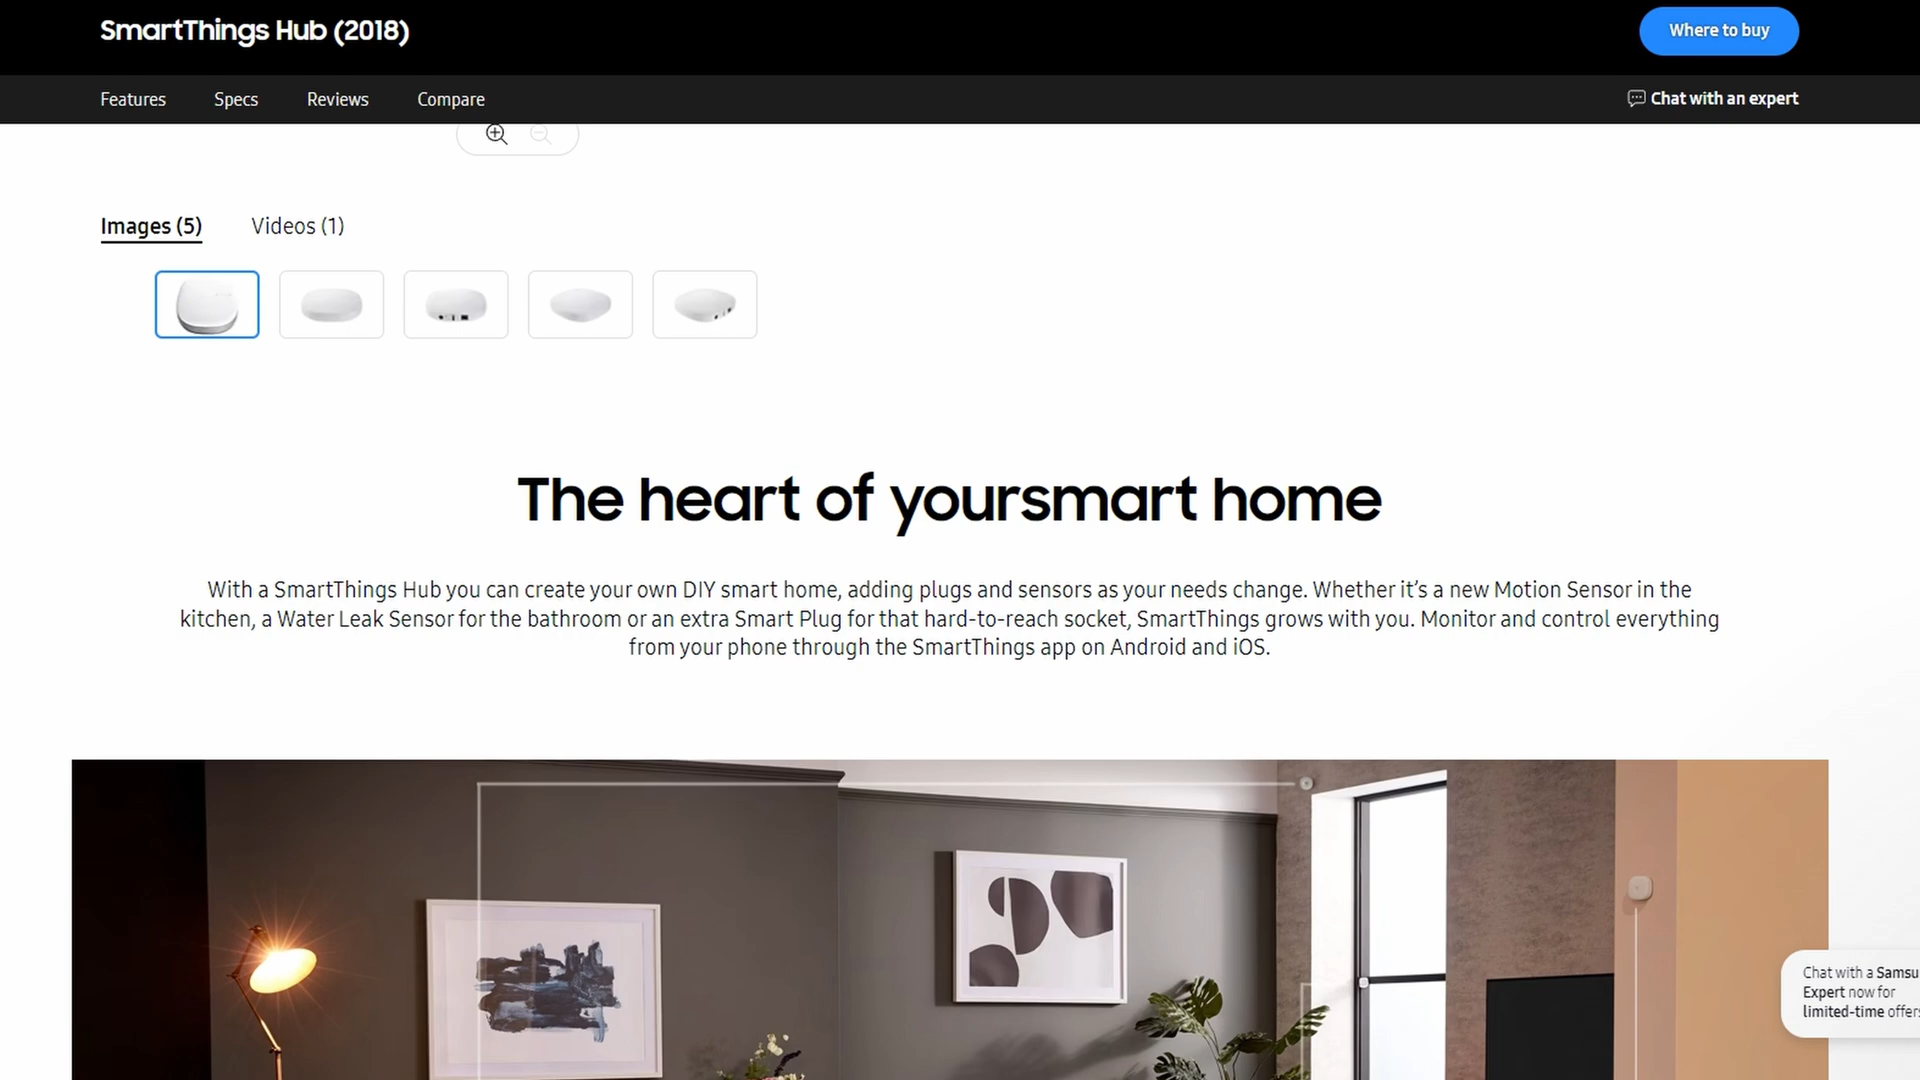 SmartThings Hub (2018)
Where to buy
Features Specs Reviews Compare
Chat with an expert
Images (5) Videos (1)
The heart of yoursmart home
With a SmartThings Hub you can create your own DIY smart home, adding plugs and sensors as your needs change. Whether it’s a new Motion Sensor in the
kitchen, a Water Leak Sensor for the bathroom or an extra Smart Plug for that hard-to-reach socket, SmartThings grows with you. Monitor and control everything
from your phone through the SmartThings app on Android and iOS.
Chat with a Samsu
Expert now for
limited-time offers